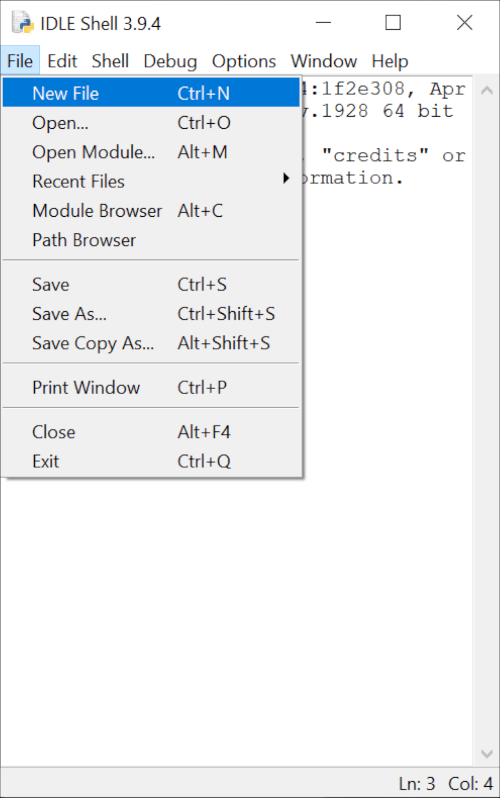 IDLE Shell 3.9.4
File Edit Shell Debug Options Window Help
New File Ctrl+N
Open... Ctrl+O
Open Module... Alt+M
Recent Files
Module Browser Alt+C
Path Browser
Save Ctrl+S
Save As... Ctrl+Shift+S
Save Copy As... Alt+Shift+S
Print Window Ctrl+P
Close Alt+F4
Exit Ctrl+Q
4:1f2e308, Apr
.1928 64 bit
"credits" or
ormation.
Ln: 3 Col: 4